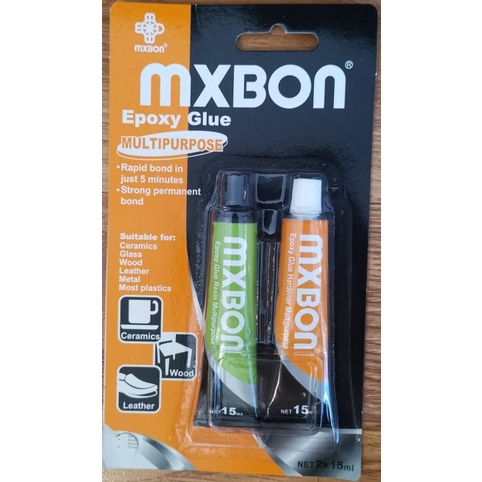 MXBON®
MXBON®
Epoxy Glue
MULTIPURPOSE
•Rapid bond in
just 5 minutes
•Strong permanent
bond
Suitable for:
Ceramics
Glass
Wood
Leather
Metal
Most plastics
Ceramics
Wood
Leather
MXBON
Epoxy Glue Resin Multipurpose
NET 15ml
MXBON
Epoxy Glue Hardener Multipurpose
NET 15
NET 2 x 15ml